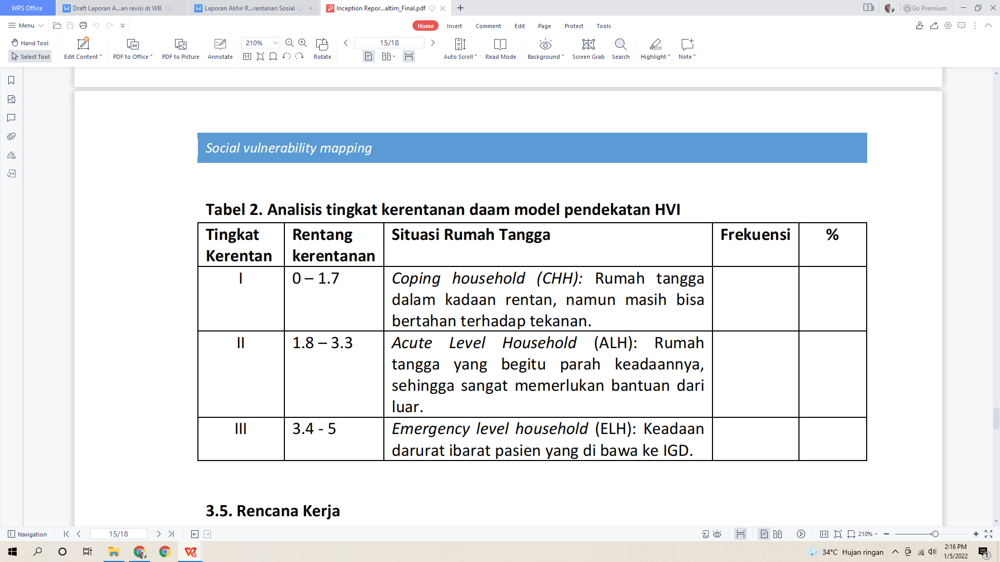 WPS Office
Draft Laporan A...an revisi dr WB
Laporan Akhir R...rentanan Sosial
Inception Repor...altim_Final.pdf
3
Go Premium
Menu
Home
Insert
Comment
Edit
Page
Protect
Tools
Hand Tool
Select Tool
Edit Content
PDF to Office
PDF to Picture
Annotate
210%
Rotate
15/18
Auto Scroll
Read Mode
Background
Screen Grab
Search
Highlight
Note
Social vulnerability mapping
Tabel 2. Analisis tingkat kerentanan daam model pendekatan HVI
Tingkat Kerentan
Rentang kerentanan
Situasi Rumah Tangga
Frekuensi
%
I
0 – 1.7
Coping household (CHH): Rumah tangga
dalam kadaan rentan, namun masih bisa
bertahan terhadap tekanan.
II
1.8 – 3.3
Acute Level Household (ALH): Rumah
tangga yang begitu parah keadaannya,
sehingga sangat memerlukan bantuan dari
luar.
III
3.4 - 5
Emergency level household (ELH): Keadaan
darurat ibarat pasien yang di bawa ke IGD.
3.5. Rencana Kerja
Navigation
15/18
210%
34°C Hujan ringan
2:16 PM
1/5/2022
1